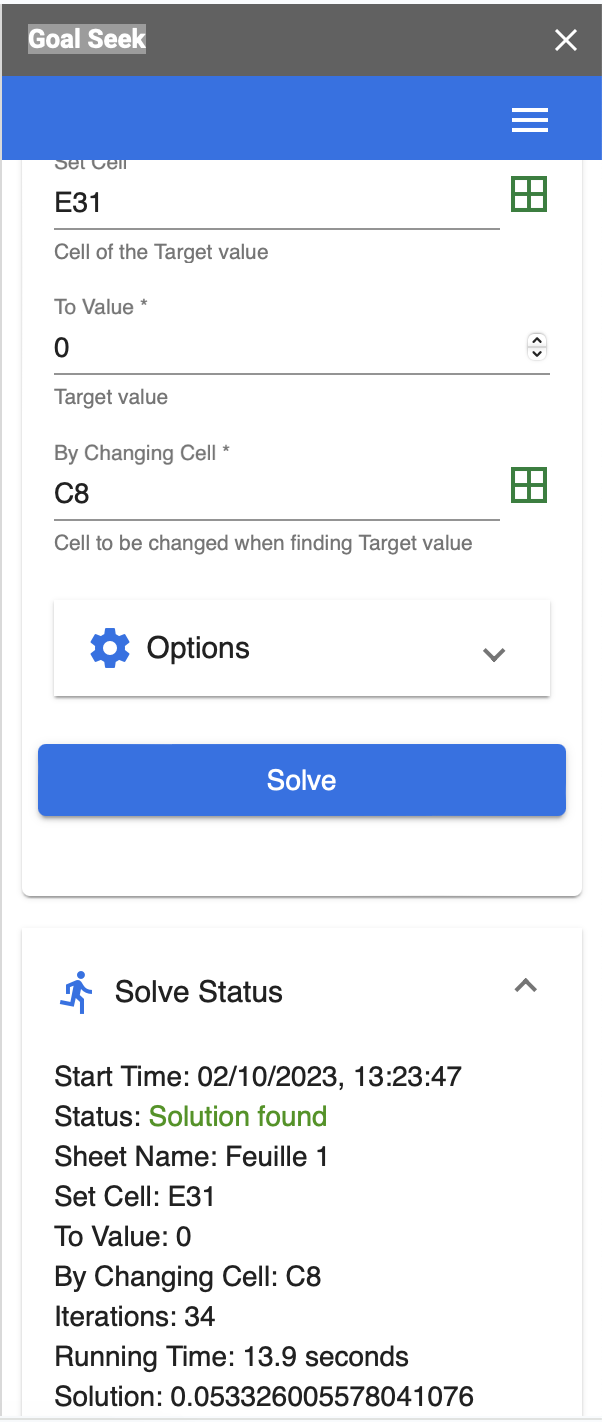 Goal Seek
Set Cell
E31
Cell of the Target value
To Value *
0
Target value
By Changing Cell *
C8
Cell to be changed when finding Target value
Options
Solve
Solve Status
Start Time: 02/10/2023, 13:23:47
Status: Solution found
Sheet Name: Feuille 1
Set Cell: E31
To Value: 0
By Changing Cell: C8
Iterations: 34
Running Time: 13.9 seconds
Solution: 0.053326005578041076